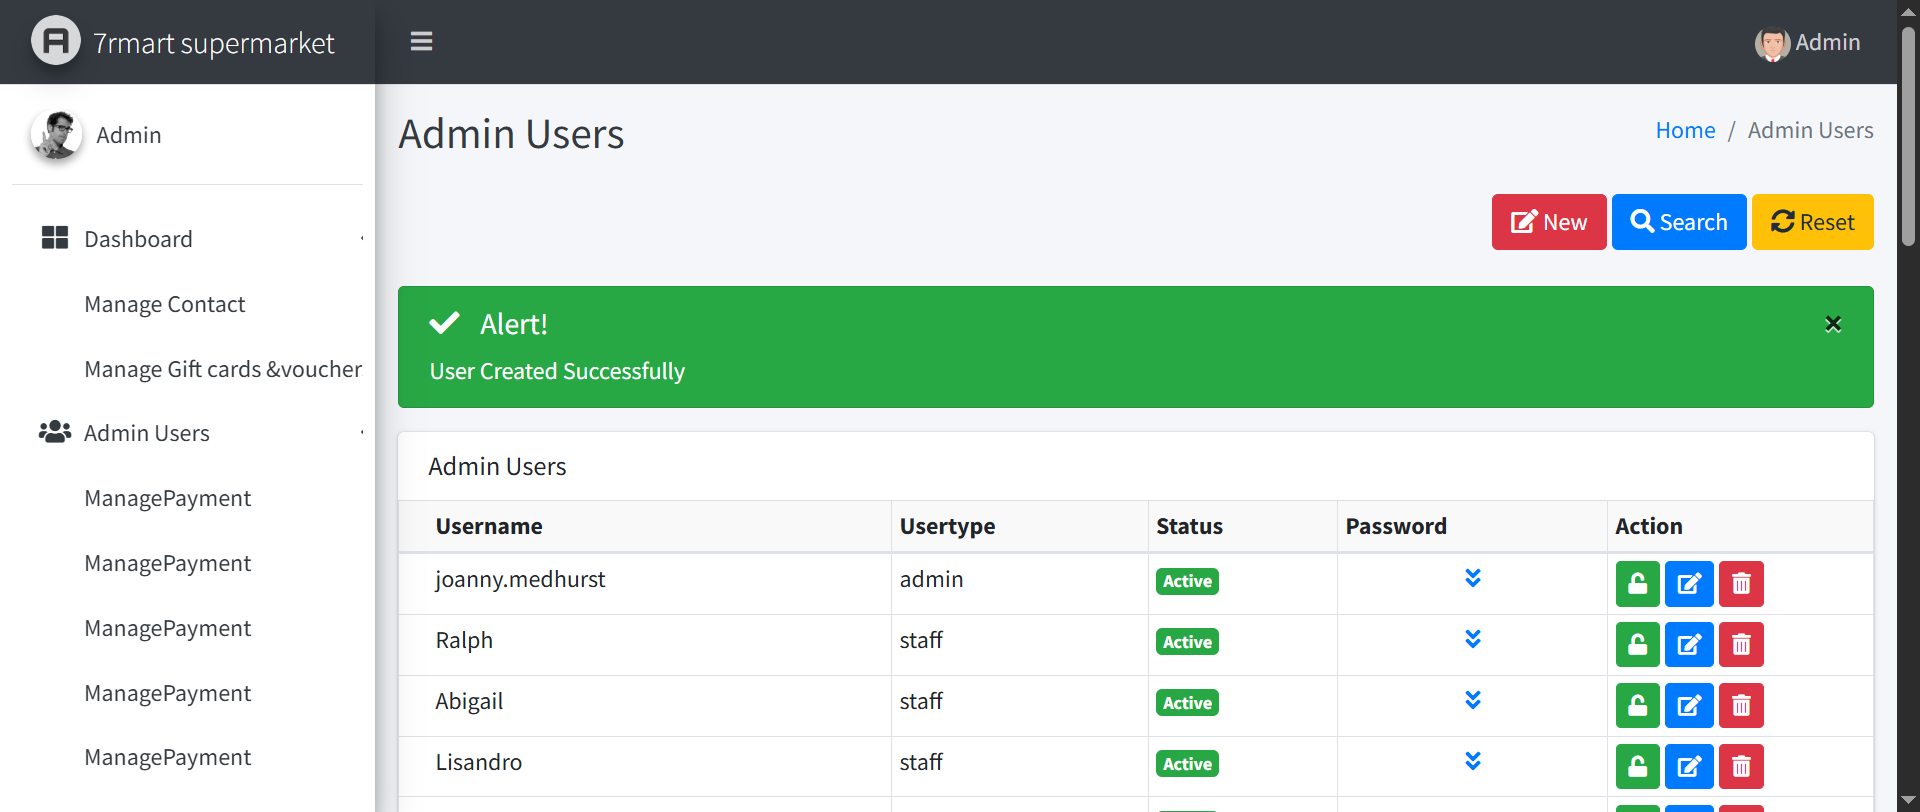 7rmart supermarket
Admin
Admin
Dashboard
Manage Contact
Manage Gift cards &voucher
Admin Users
ManagePayment
ManagePayment
ManagePayment
ManagePayment
ManagePayment
Admin Users
Home / Admin Users
New
Search
Reset
Alert!
×
User Created Successfully
Admin Users
Username Usertype Status Password Action
joanny.medhurst admin Active
Ralph staff Active
Abigail staff Active
Lisandro staff Active